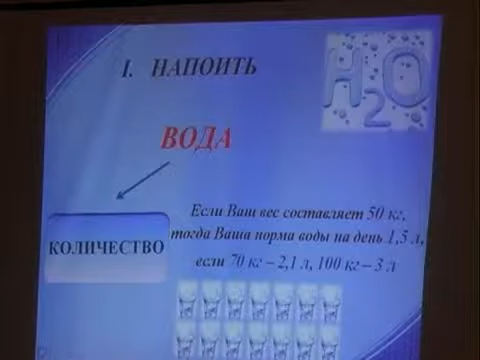 I. НАПОИТЬ
H2O
ВОДА
КОЛИЧЕСТВО
Если Ваш вес составляет 50 кг,
тогда Ваша норма воды на день 1,5 л,
если 70 кг – 2,1 л, 100 кг – 3 л